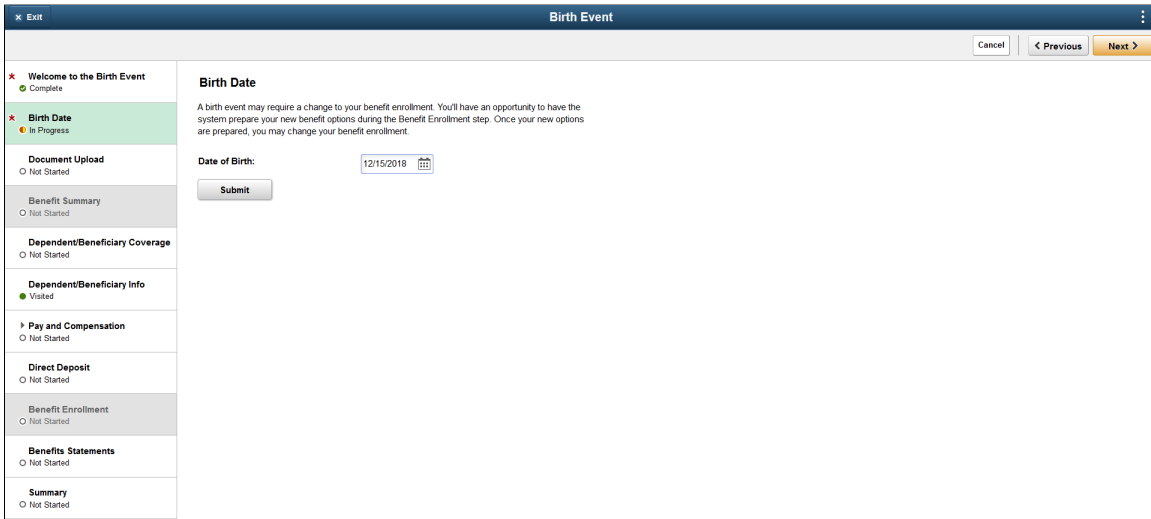 × Exit
Birth Event
Cancel
Previous
Next
* Welcome to the Birth Event
Complete
* Birth Date
In Progress
Document Upload
Not Started
Benefit Summary
Not Started
Dependent/Beneficiary Coverage
Not Started
Dependent/Beneficiary Info
Visited
Pay and Compensation
Not Started
Direct Deposit
Not Started
Benefit Enrollment
Not Started
Benefits Statements
Not Started
Summary
Not Started
Birth Date
A birth event may require a change to your benefit enrollment. You'll have an opportunity to have the
system prepare your new benefit options during the Benefit Enrollment step. Once your new options
are prepared, you may change your benefit enrollment.
Date of Birth:
12/15/2018
Submit